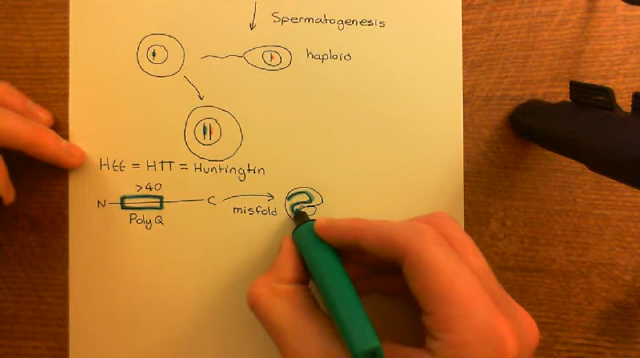 Spermatogenesis
haploid
Htt = HTT = Huntingtin
>40
N
C
misfold
PolyQ